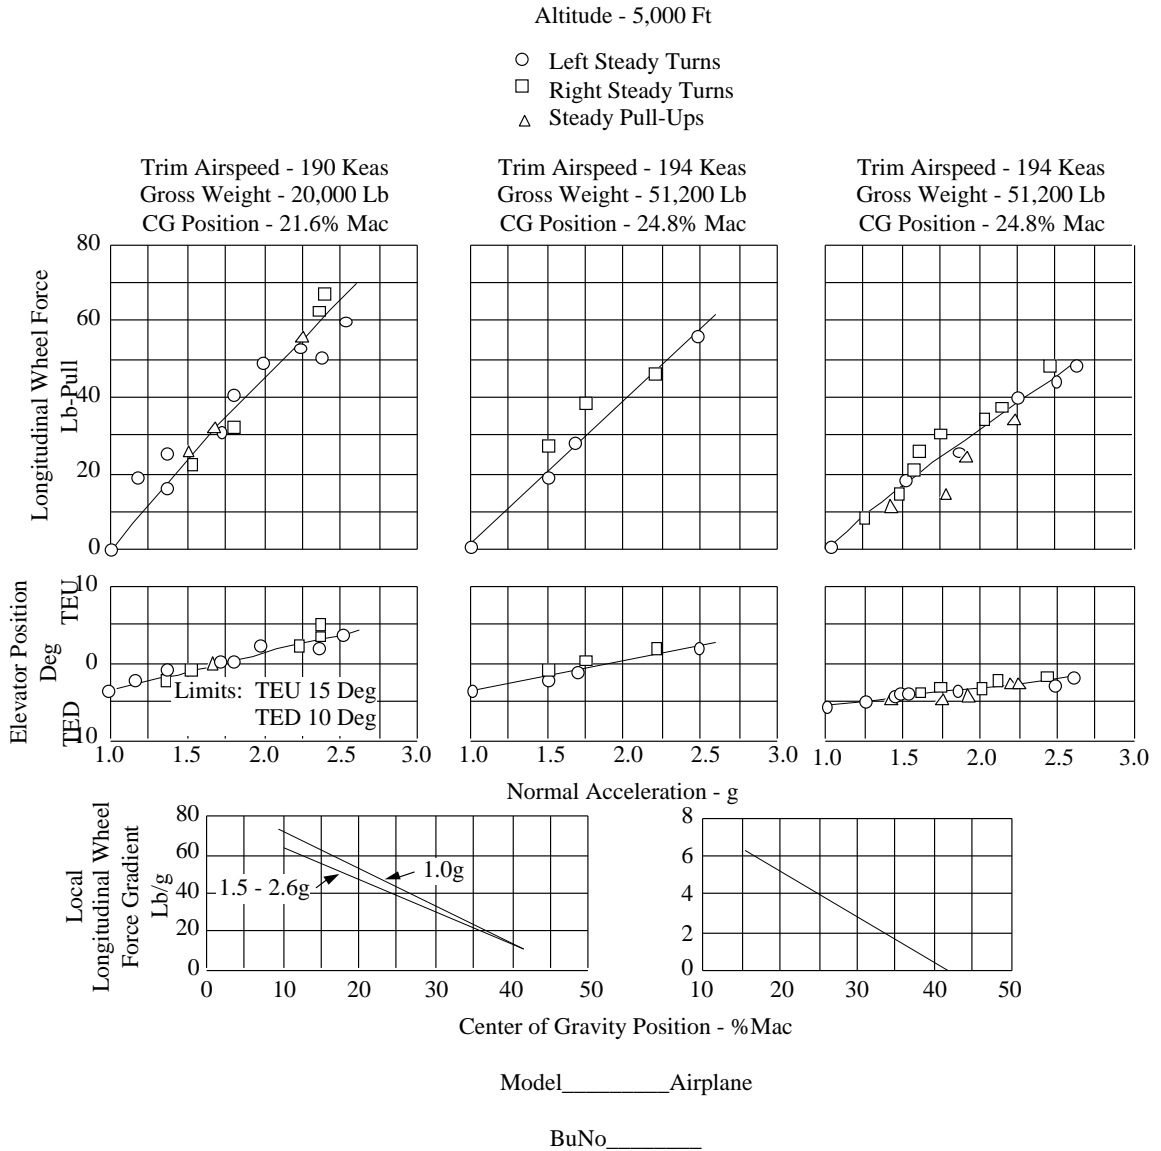 Altitude - 5,000 Ft
Left Steady Turns
Right Steady Turns
Steady Pull-Ups
Trim Airspeed - 190 Keas
Gross Weight - 20,000 Lb
CG Position - 21.6% Mac
Trim Airspeed - 194 Keas
Gross Weight - 51,200 Lb
CG Position - 24.8% Mac
Trim Airspeed - 194 Keas
Gross Weight - 51,200 Lb
CG Position - 24.8% Mac
Longitudinal Wheel Force
Lb-Pull
80
60
40
20
0
Elevator Position
Deg
TED
TEU
10
0
10
Limits: TEU 15 Deg
TED 10 Deg
1.0 1.5 2.0 2.5 3.0
1.0 1.5 2.0 2.5 3.0
1.0 1.5 2.0 2.5 3.0
Normal Acceleration - g
Local
Longitudinal Wheel
Force Gradient
Lb/g
80
60
40
20
0
1.5 - 2.6g
1.0g
0 10 20 30 40 50
8
6
4
2
0
10 20 30 40 50
Center of Gravity Position - %Mac
Model_________Airplane
BuNo________